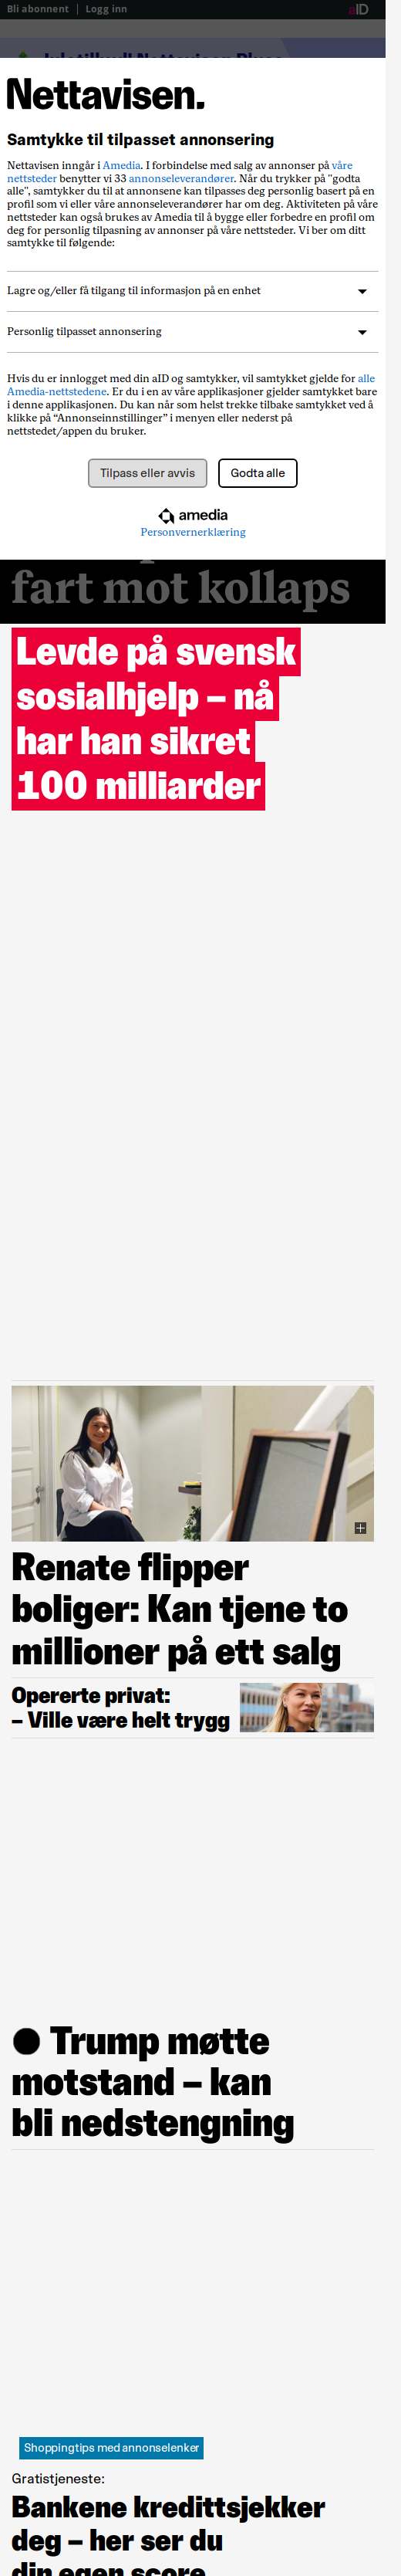 Bli abonnent | Logg inn
aID
Nettavisen.
Samtykke til tilpasset annonsering
Nettavisen inngår i Amedia. I forbindelse med salg av annonser på våre
nettsteder benytter vi 33 annonseleverandører. Når du trykker på "godta
alle", samtykker du til at annonsene kan tilpasses deg personlig basert på en
profil som vi eller våre annonseleverandører har om deg. Aktiviteten på våre
nettsteder kan også brukes av Amedia til å bygge eller forbedre en profil om
deg for personlig tilpasning av annonser på våre nettsteder. Vi ber om ditt
samtykke til følgende:
Lagre og/eller få tilgang til informasjon på en enhet
Personlig tilpasset annonsering
Hvis du er innlogget med din aID og samtykker, vil samtykket gjelde for alle
Amedia-nettstedene. Er du i en av våre applikasjoner gjelder samtykket bare
i denne applikasjonen. Du kan når som helst trekke tilbake samtykket ved å
klikke på “Annonseinnstillinger” i menyen eller nederst på
nettstedet/appen du bruker.
Tilpass eller avvis
Godta alle
amedia
Personvernerklæring
fart mot kollaps
Levde på svensk
sosialhjelp – nå
har han sikret
100 milliarder
Renate flipper
boliger: Kan tjene to
millioner på ett salg
Opererte privat:
– Ville være helt trygg
Trump møtte
motstand – kan
bli nedstengning
Shoppingtips med annonselenker
Gratistjeneste:
Bankene kredittsjekker
deg – her ser du
din egen score